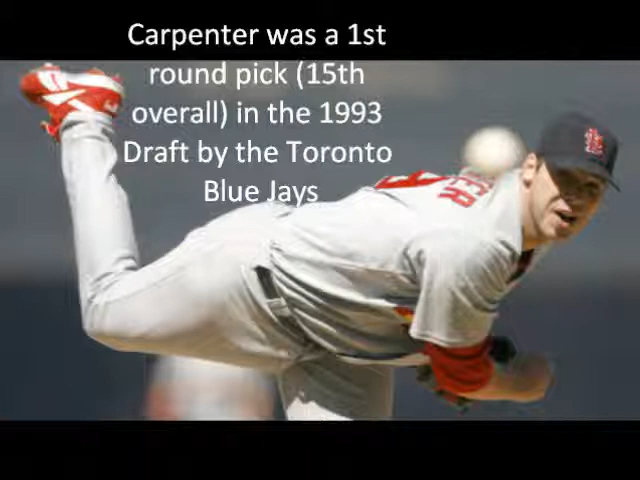 Carpenter was a 1st
round pick (15th
overall) in the 1993
Draft by the Toronto
Blue Jays